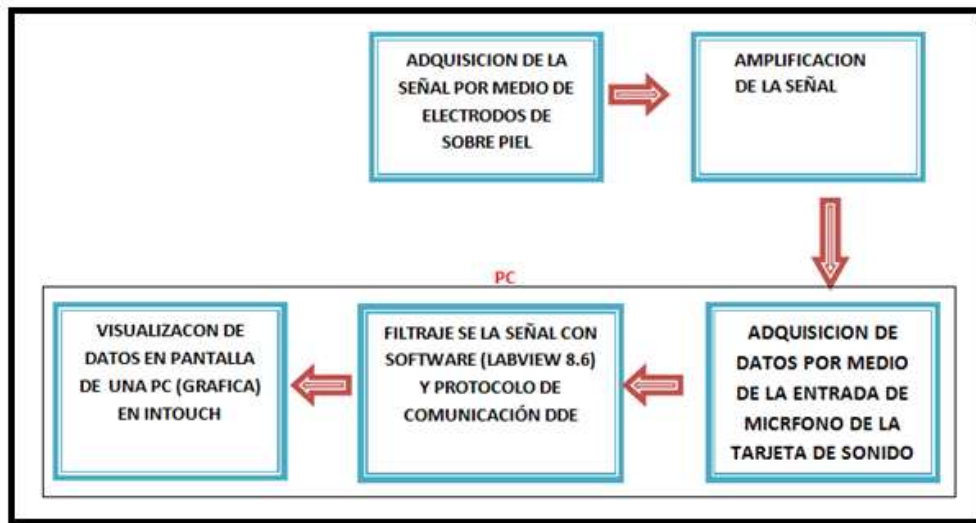 ADQUISICION DE LA
SEÑAL POR MEDIO DE
ELECTRODOS DE
SOBRE PIEL
AMPLIFICACION
DE LA SEÑAL
PC
ADQUISICION DE
DATOS POR MEDIO
DE LA ENTRADA DE
MICRFONO DE LA
TARJETA DE SONIDO
FILTRAJE SE LA SEÑAL CON
SOFTWARE (LABVIEW 8.6)
Y PROTOCOLO DE
COMUNICACIÓN DDE
VISUALIZACON DE
DATOS EN PANTALLA
DE UNA PC (GRAFICA)
EN INTOUCH